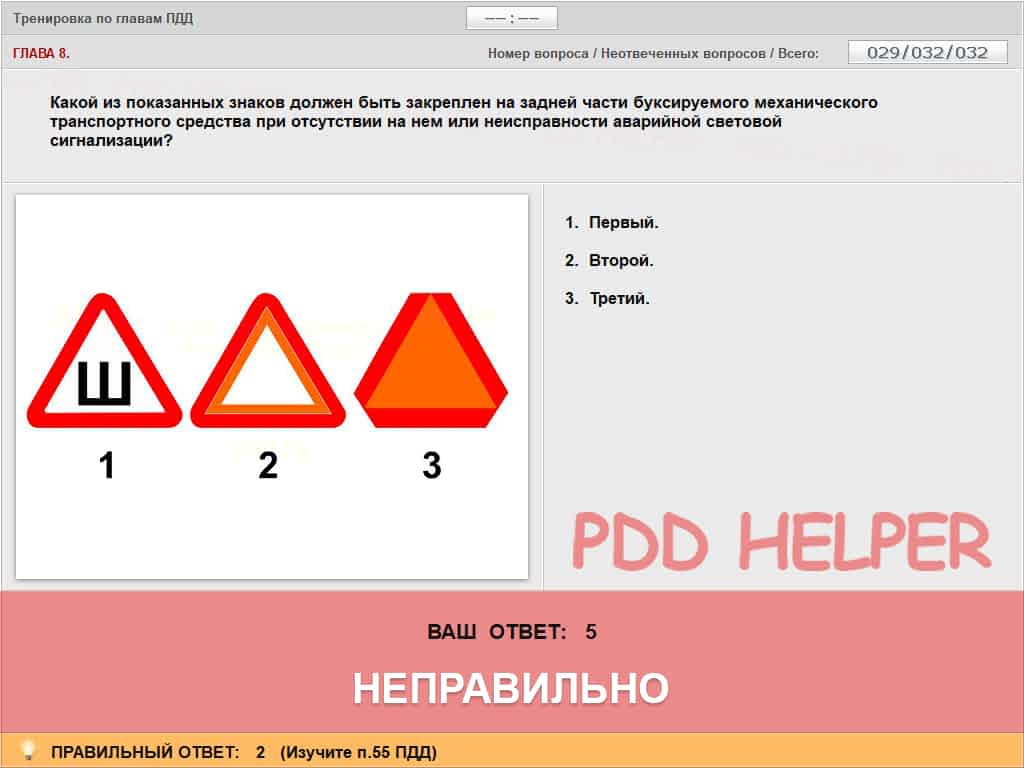 Тренировка по главам ПДД
—— : ——
ГЛАВА 8.
Номер вопроса / Неотвеченных вопросов / Всего:
029/032/032
Какой из показанных знаков должен быть закреплен на задней части буксируемого механического
транспортного средства при отсутствии на нем или неисправности аварийной световой
сигнализации?
1. Первый.
2. Второй.
3. Третий.
Ш
1 2 3
PDD HELPER
ВАШ ОТВЕТ: 5
НЕПРАВИЛЬНО
ПРАВИЛЬНЫЙ ОТВЕТ: 2 (Изучите п.55 ПДД)